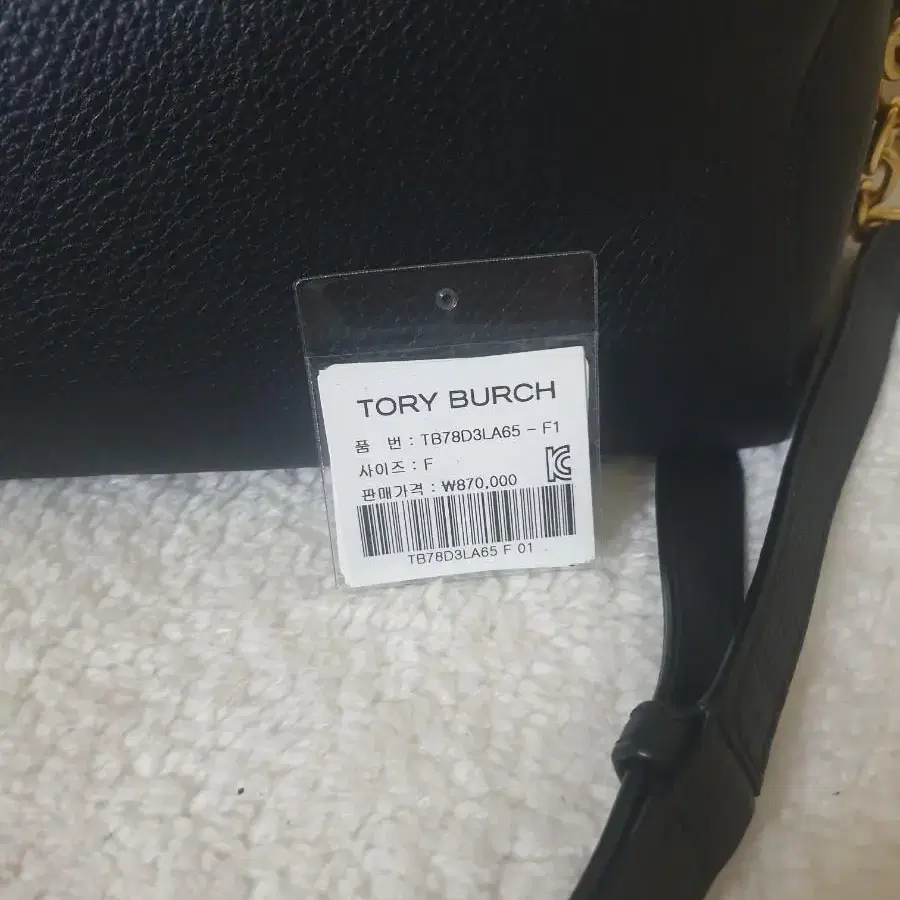 TORY BURCH
품 번 : TB78D3LA65 - F1
사이즈 : F
판매가격 : ₩870,000
TB78D3LA65 F 01